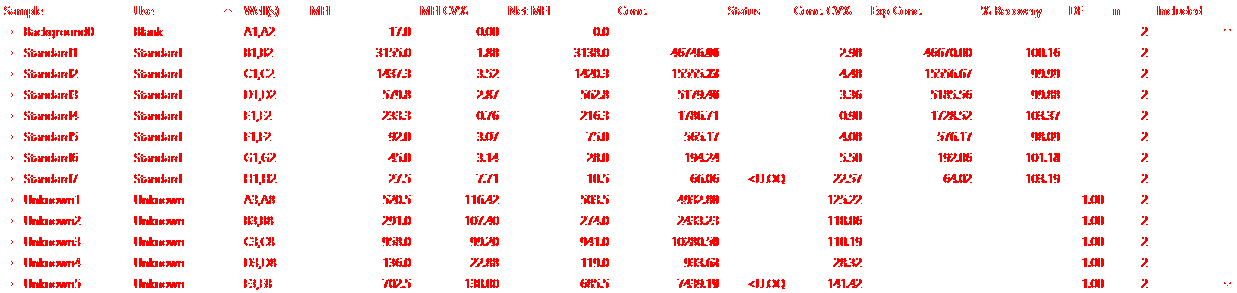 Sample Use Well(s) MFI MFI CV% Net MFI Conc. Status Conc. CV% Exp Conc. % Recovery DF n Included
Background0 Blank A1,A2 17.0 0.00 0.0 2
Standard1 Standard B1,B2 3155.0 1.88 3138.0 46746.06 2.98 46670.00 100.16 2
Standard2 Standard C1,C2 1437.3 3.52 1420.3 15555.23 4.48 15556.67 99.99 2
Standard3 Standard D1,D2 579.8 2.87 562.8 5179.40 3.36 5185.56 99.88 2
Standard4 Standard E1,E2 233.3 0.76 216.3 1786.71 0.90 1728.52 103.37 2
Standard5 Standard F1,F2 92.0 3.07 75.0 565.17 4.08 576.17 98.09 2
Standard6 Standard G1,G2 45.0 3.14 28.0 194.24 5.50 192.06 101.14 2
Standard7 Standard H1,H2 27.5 7.71 10.5 66.06 <LLOQ 22.57 64.02 103.19 2
Unknown1 Unknown A3,A8 520.5 116.42 503.5 4932.00 125.22 1.00 2
Unknown2 Unknown B3,B8 291.0 107.40 274.0 2433.23 118.06 1.00 2
Unknown3 Unknown C3,C8 958.0 99.20 941.0 10280.50 110.19 1.00 2
Unknown4 Unknown D3,D8 136.0 22.88 119.0 933.63 28.32 1.00 2
Unknown5 Unknown E3,E8 702.5 138.00 685.5 7439.19 <LLOQ 141.42 1.00 2